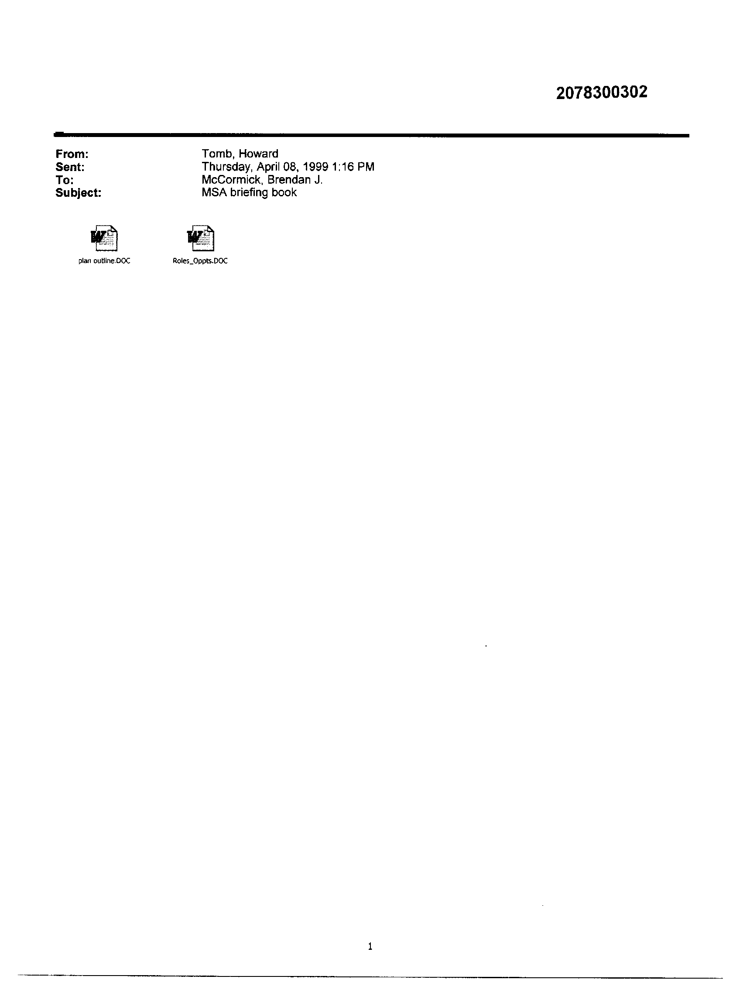 2078300302
From: Tomb, Howard
Sent: Thursday, April 08, 1999 1:16 PM
To: McCormick, Brendan J.
Subject: MSA briefing book
plan outline.DOC Roles_Oppts.DOC
1